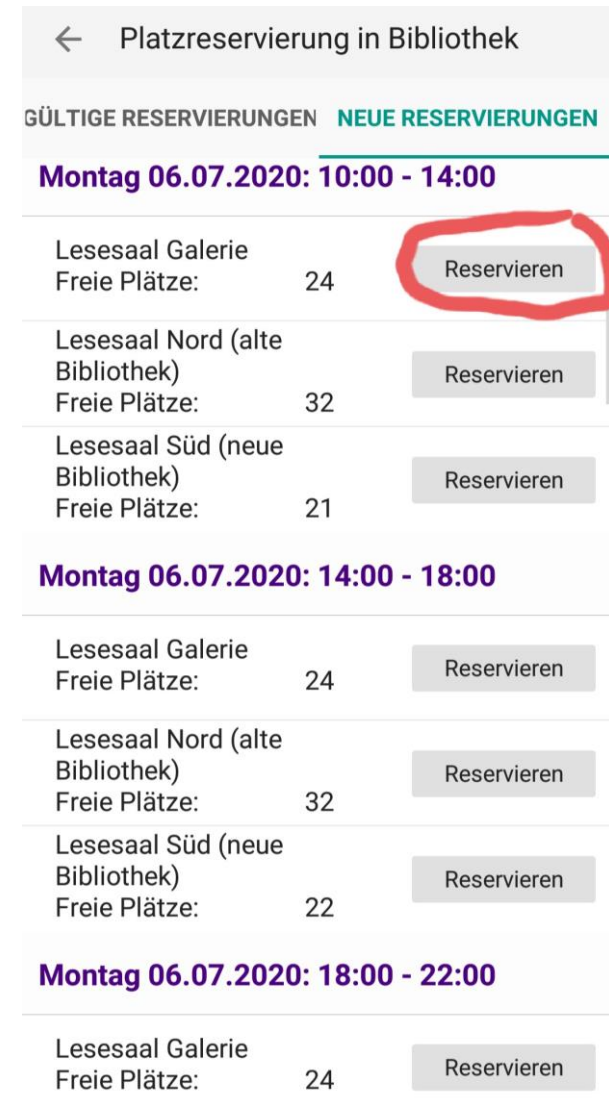 Platzreservierung in Bibliothek
GÜLTIGE RESERVIERUNGEN NEUE RESERVIERUNGEN
Montag 06.07.2020: 10:00 - 14:00
Lesesaal Galerie
Freie Plätze: 24 Reservieren
Lesesaal Nord (alte
Bibliothek)
Freie Plätze: 32 Reservieren
Lesesaal Süd (neue
Bibliothek)
Freie Plätze: 21 Reservieren
Montag 06.07.2020: 14:00 - 18:00
Lesesaal Galerie
Freie Plätze: 24 Reservieren
Lesesaal Nord (alte
Bibliothek)
Freie Plätze: 32 Reservieren
Lesesaal Süd (neue
Bibliothek)
Freie Plätze: 22 Reservieren
Montag 06.07.2020: 18:00 - 22:00
Lesesaal Galerie
Freie Plätze: 24 Reservieren